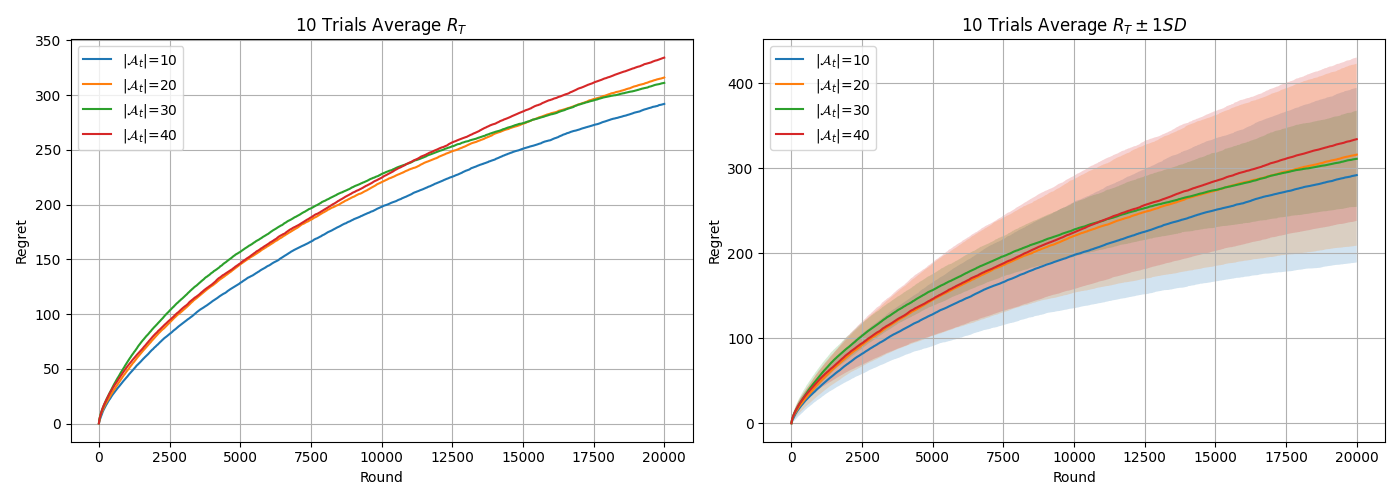 10 Trials Average $R_T$
|$\mathcal{A}_t$|=10
|$\mathcal{A}_t$|=20
|$\mathcal{A}_t$|=30
|$\mathcal{A}_t$|=40
350
300
250
200
150
100
50
0
Regret
0 2500 5000 7500 10000 12500 15000 17500 20000
Round
10 Trials Average $R_T \pm 1SD$
|$\mathcal{A}_t$|=10
|$\mathcal{A}_t$|=20
|$\mathcal{A}_t$|=30
|$\mathcal{A}_t$|=40
400
300
200
100
0
Regret
0 2500 5000 7500 10000 12500 15000 17500 20000
Round